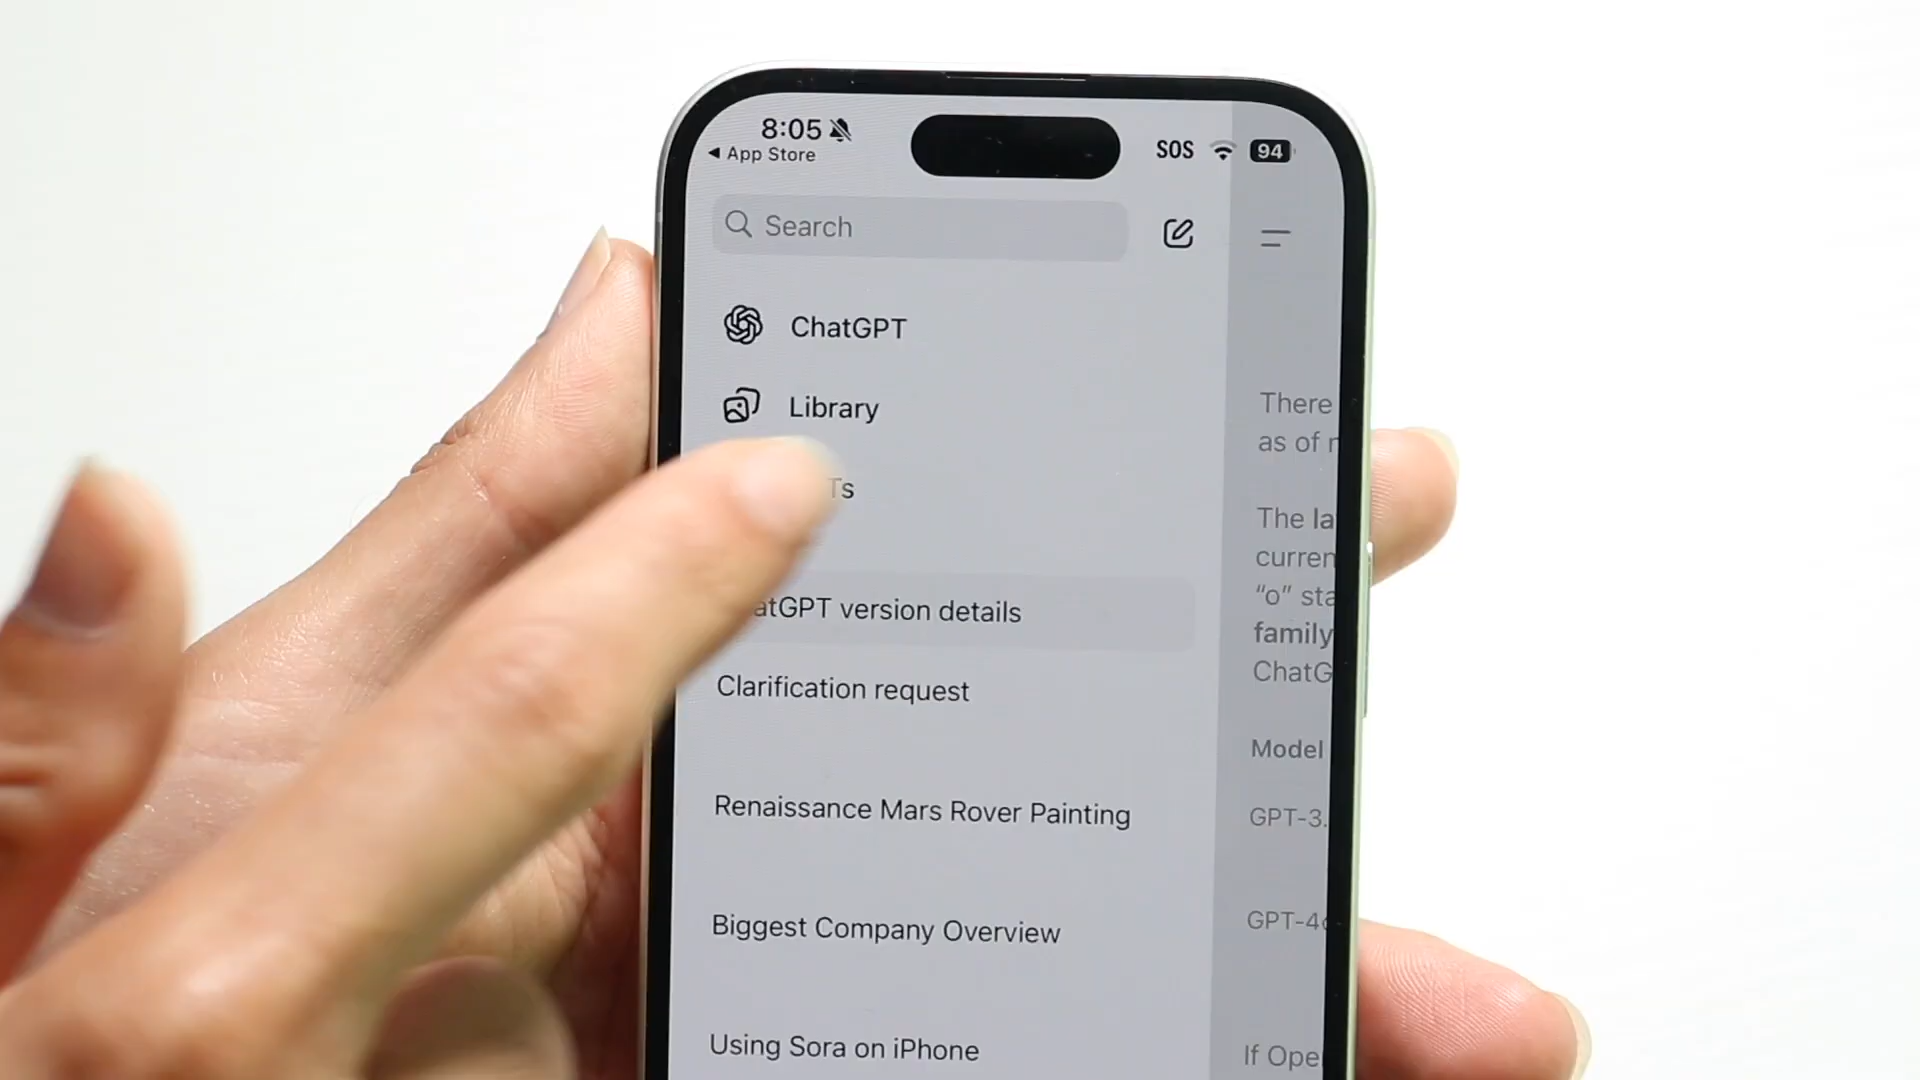 8:05
SOS
94
App Store
Search
ChatGPT
Library
Ts
atGPT version details
Clarification request
Renaissance Mars Rover Painting
Biggest Company Overview
Using Sora on iPhone
There
as of
The la
curren
“o” sta
family
ChatG
Model
GPT-3.
GPT-4
If Ope